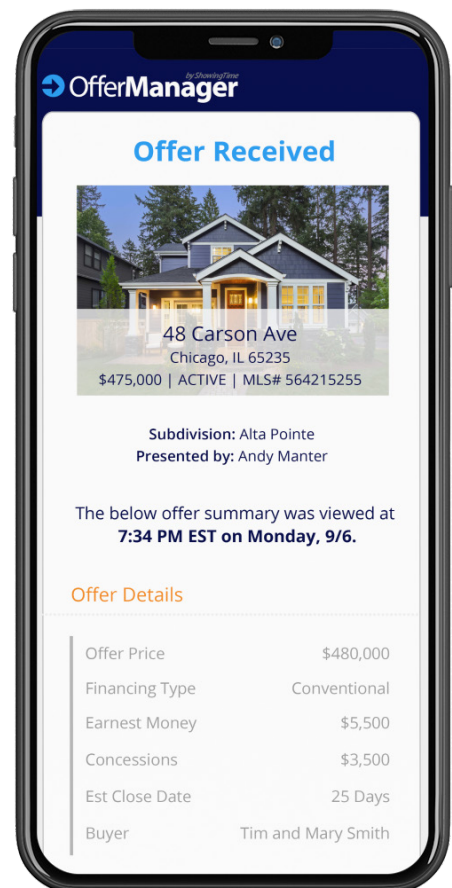 by ShowingTime
OfferManager
Offer Received
48 Carson Ave
Chicago, IL 65235
$475,000 | ACTIVE | MLS# 564215255
Subdivision: Alta Pointe
Presented by: Andy Manter
The below offer summary was viewed at
7:34 PM EST on Monday, 9/6.
Offer Details
Offer Price $480,000
Financing Type Conventional
Earnest Money $5,500
Concessions $3,500
Est Close Date 25 Days
Buyer Tim and Mary Smith